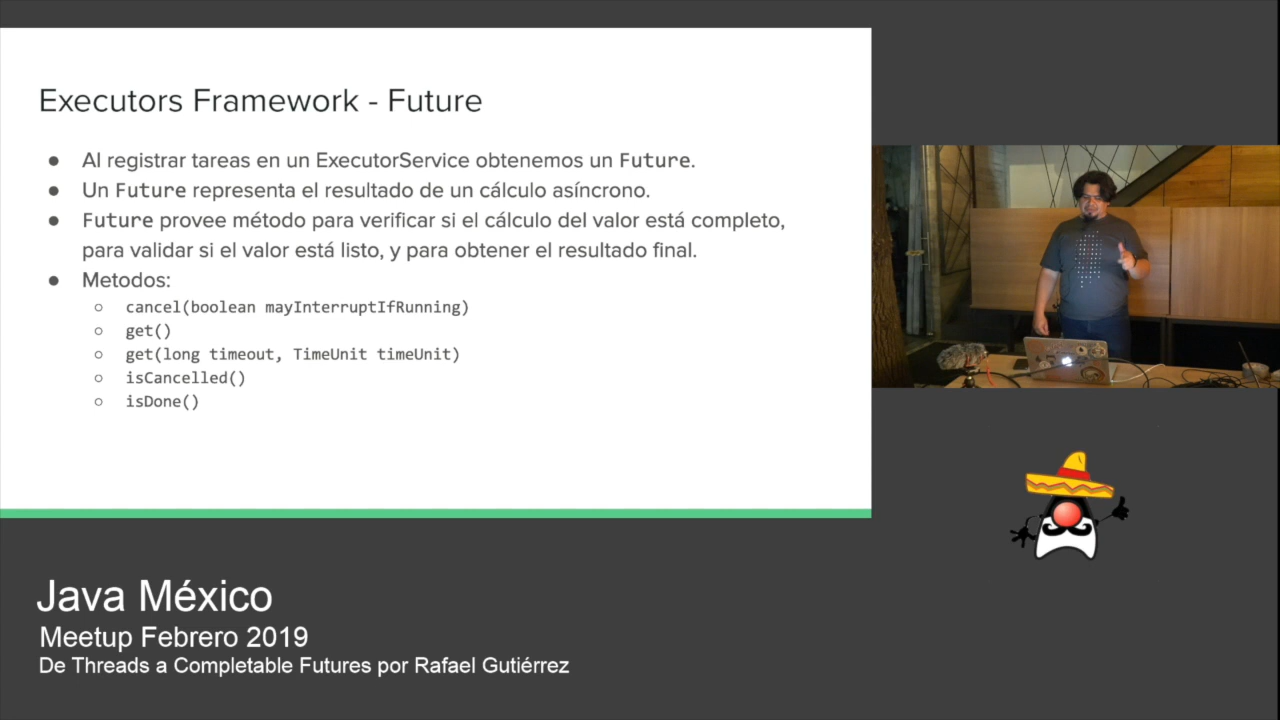 Executors Framework - Future
● Al registrar tareas en un ExecutorService obtenemos un Future.
● Un Future representa el resultado de un cálculo asíncrono.
● Future provee método para verificar si el cálculo del valor está completo,
para validar si el valor está listo, y para obtener el resultado final.
● Metodos:
○ cancel(boolean mayInterruptIfRunning)
○ get()
○ get(long timeout, TimeUnit timeUnit)
○ isCancelled()
○ isDone()
Java México
Meetup Febrero 2019
De Threads a Completable Futures por Rafael Gutiérrez